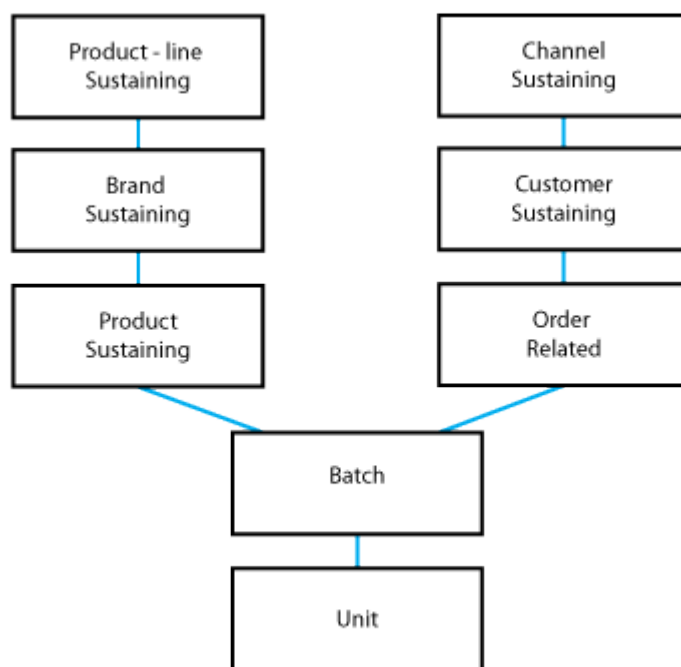 Product - line
Sustaining
Channel
Sustaining
Brand
Sustaining
Customer
Sustaining
Product
Sustaining
Order
Related
Batch
Unit